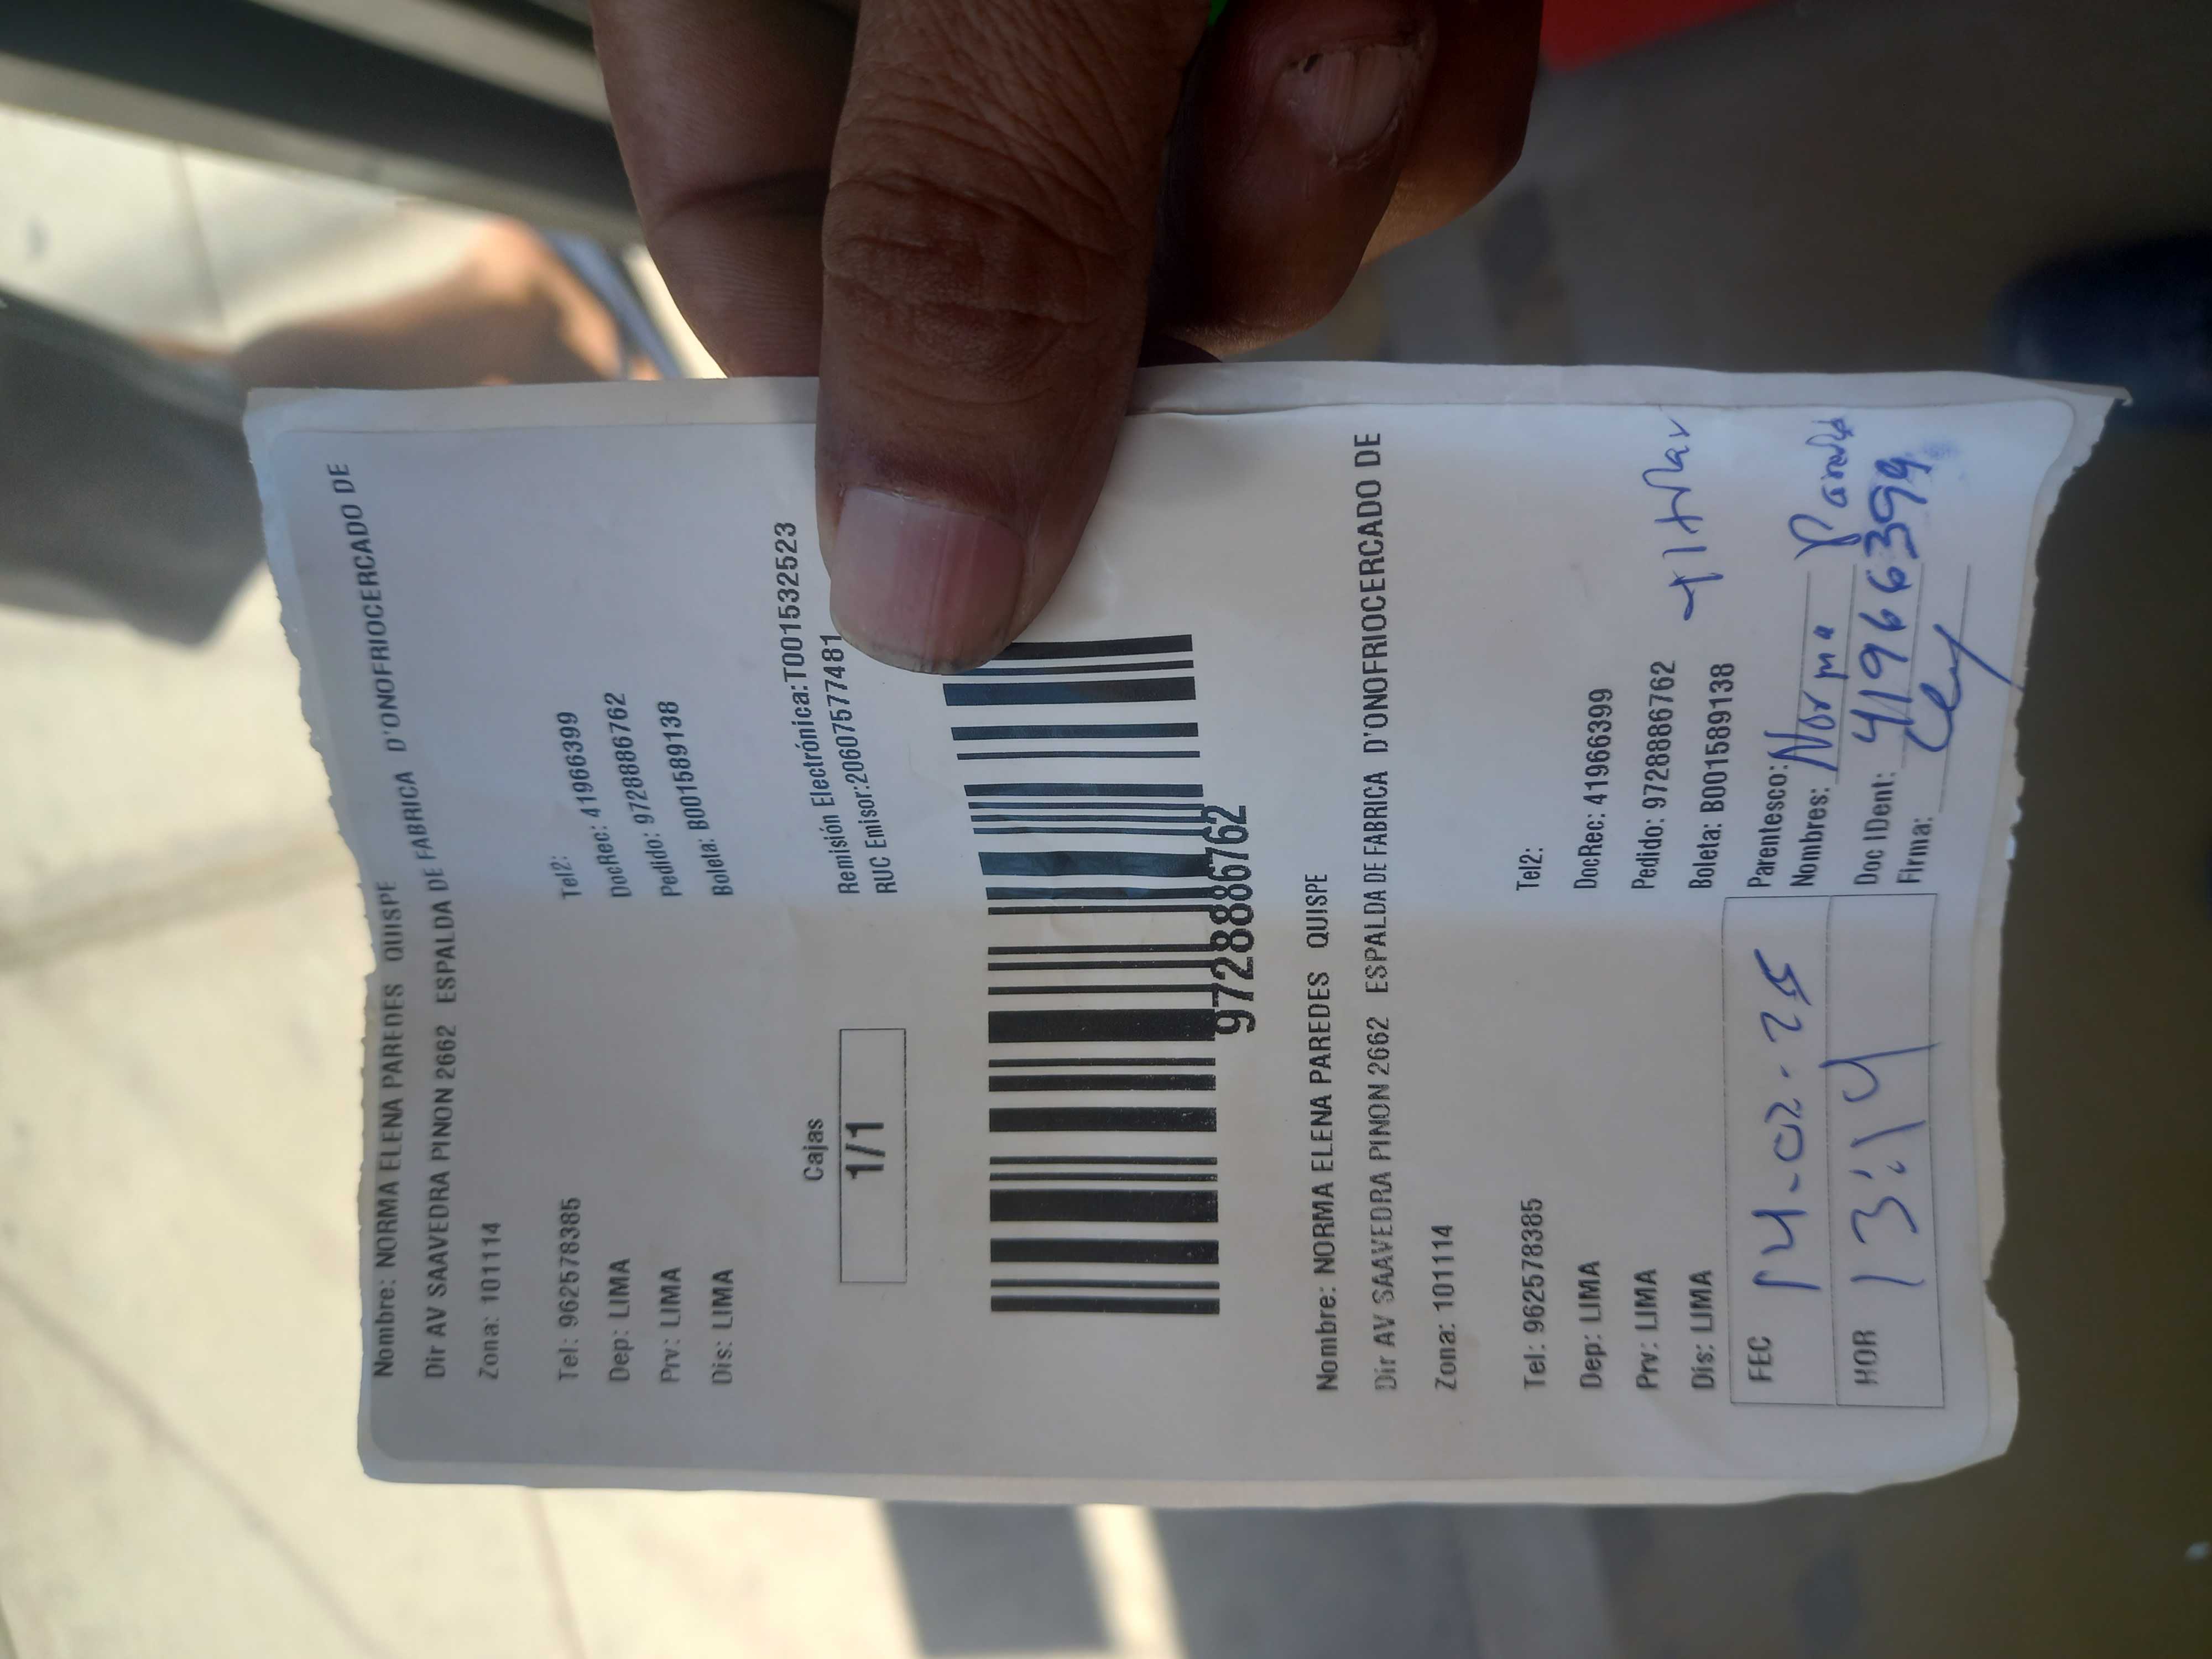 Nombre: NORMA ELENA PAREDES QUISPE
Dir AV SAAVEDRA PINON 2662 ESPALDA DE FABRICA D'ONOFRIOCERCADO DE
Zona: 101114
Tel: 962578385 Tel2:
Dep: LIMA DocRec: 41966399
Prv: LIMA Pedido: 9728886762
Dis: LIMA Boleta: B001589138
Cajas
1/1
Remisión Electrónica:T001532523
RUC Emisor:20607577481
9728886762
Nombre: NORMA ELENA PAREDES QUISPE
Dir AV SAAVEDRA PINON 2662 ESPALDA DE FABRICA D'ONOFRIOCERCADO DE
Zona: 101114
Tel: 962578385 Tel2:
Dep: LIMA DocRec: 41966399
Prv: LIMA Pedido: 9728886762
Dis: LIMA Boleta: B001589138
FEC 14-02-25 Parentesco:
Nombres: Norma Paredes
HOR 13:14 Doc IDent: 41966399
Firma: